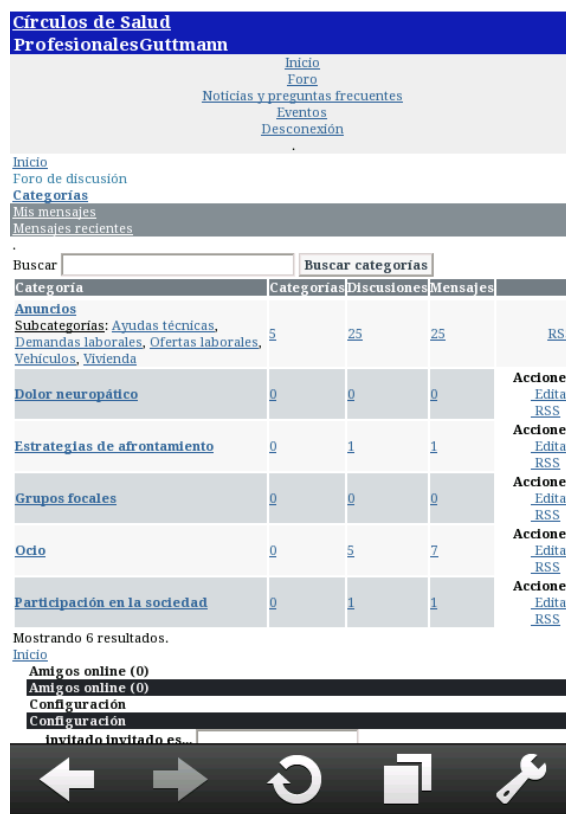 Círculos de Salud
ProfesionalesGuttmann
Inicio
Foro
Noticias y preguntas frecuentes
Eventos
Desconexión
.
Inicio
Foro de discusión
Categorías
Mis mensajes
Mensajes recientes
.
Buscar Buscar categorías
Categoría Categorías Discusiones Mensajes
Anuncios
Subcategorías: Ayudas técnicas,
Demandas laborales, Ofertas laborales,
Vehículos, Vivienda
5 25 25 RS
Accione
Dolor neuropático 0 0 0 Edita
RSS
Accione
Estrategias de afrontamiento 0 1 1 Edita
RSS
Accione
Grupos focales 0 0 0 Edita
RSS
Accione
Ocio 0 5 7 Edita
RSS
Accione
Participación en la sociedad 0 1 1 Edita
RSS
Mostrando 6 resultados.
Inicio
Amigos online (0)
Amigos online (0)
Configuración
Configuración
invitado invitado es...